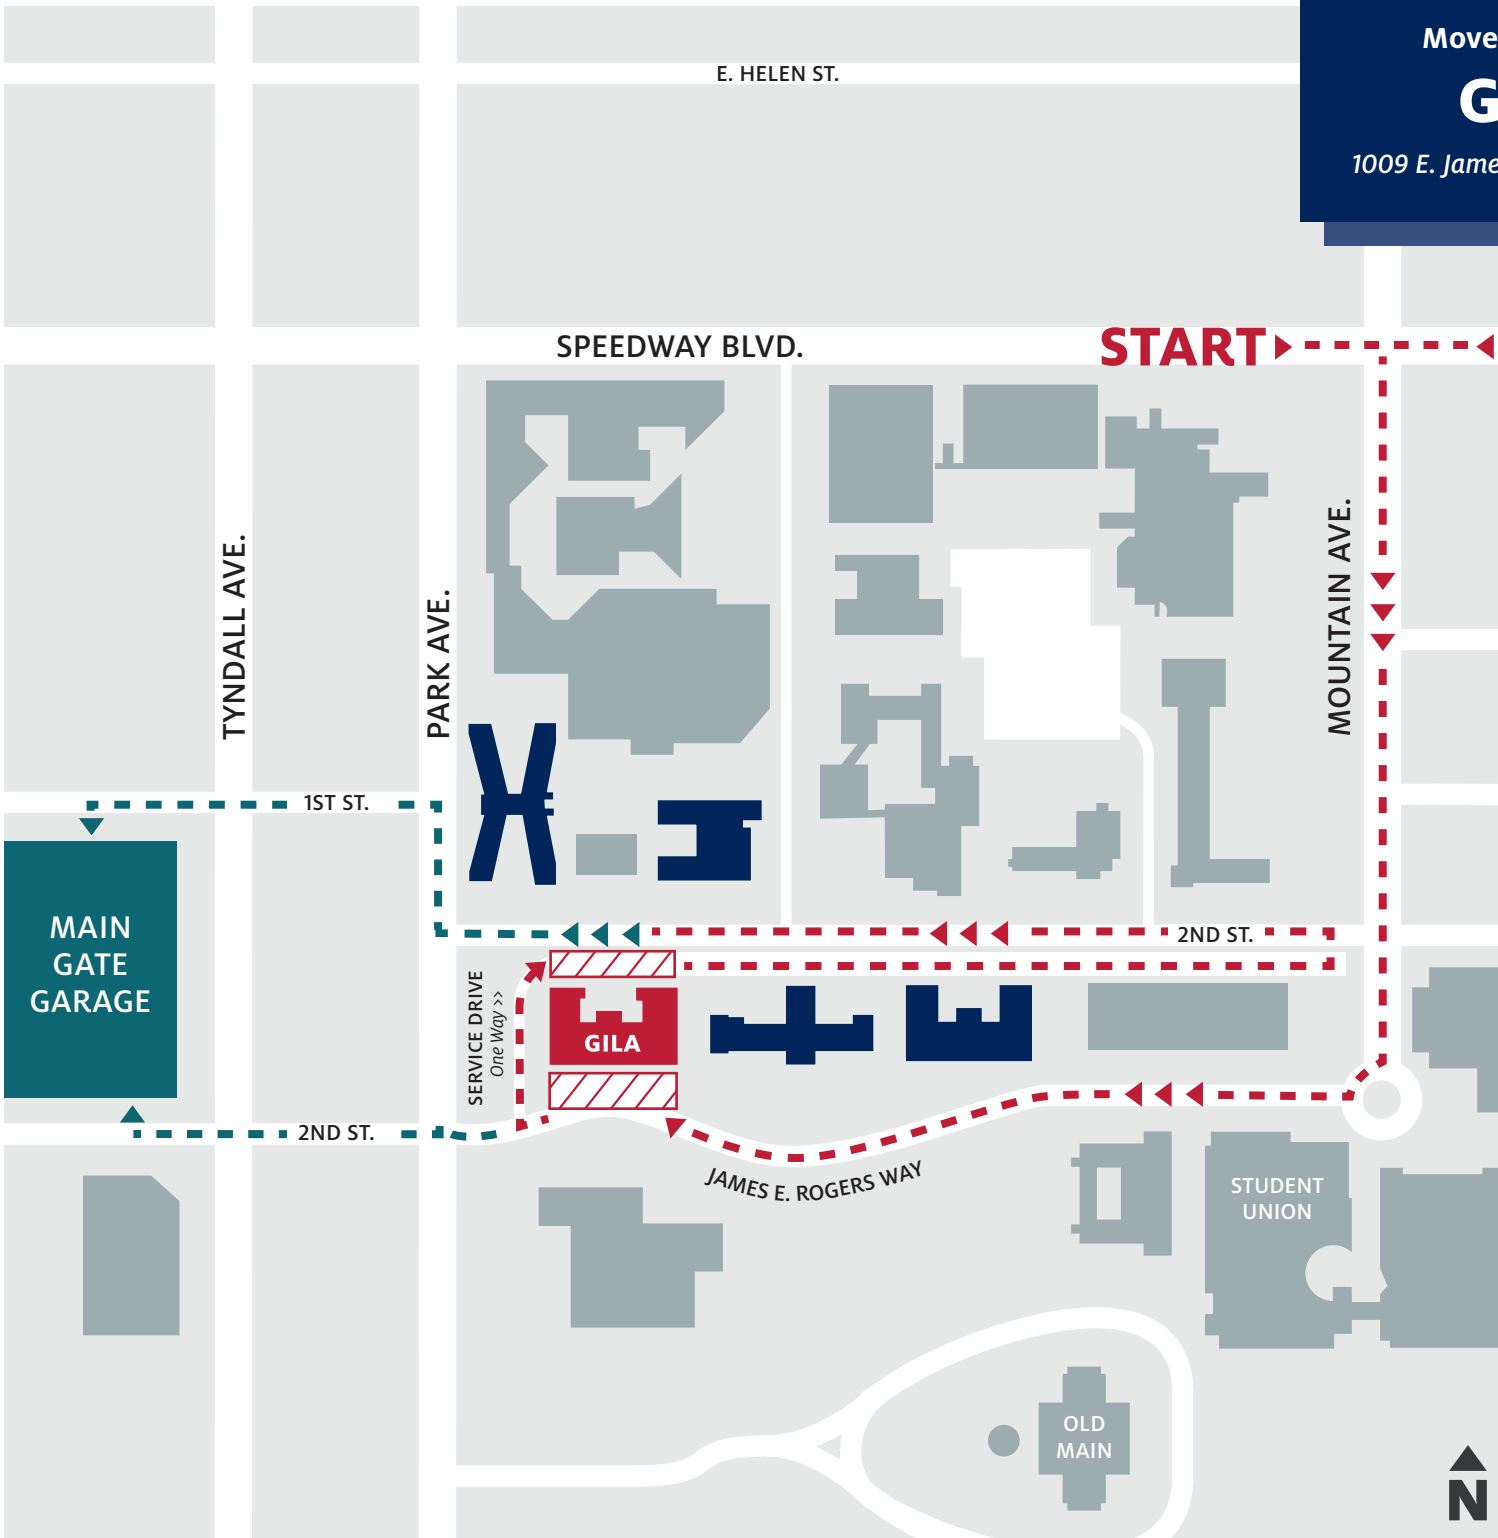 Move
G
1009 E. Jame
E. HELEN ST.
SPEEDWAY BLVD.
START
TYNDALL AVE.
PARK AVE.
MOUNTAIN AVE.
1ST ST.
MAIN
GATE
GARAGE
2ND ST.
SERVICE DRIVE
One Way >>
GILA
2ND ST.
JAMES E. ROGERS WAY
STUDENT
UNION
OLD
MAIN
N